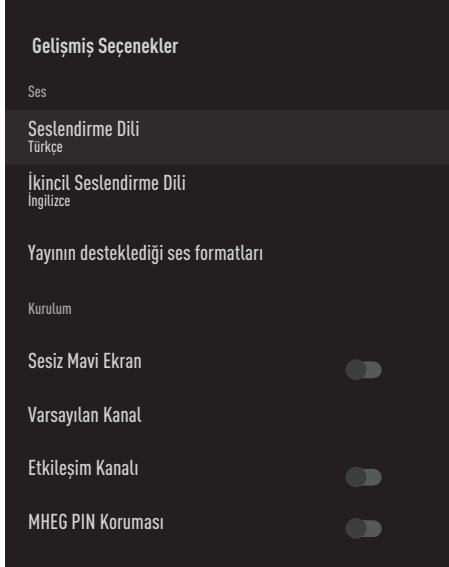 Gelişmiş Seçenekler
Ses
Seslendirme Dili
Türkçe
İkincil Seslendirme Dili
İngilizce
Yayının desteklediği ses formatları
Kurulum
Sesiz Mavi Ekran
Varsayılan Kanal
Etkileşim Kanalı
MHEG PIN Koruması